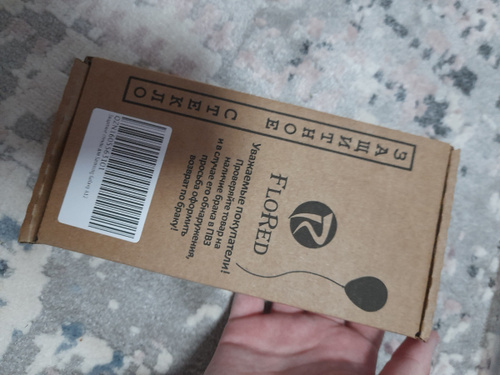 ЗАЩИТНОЕ СТЕКЛО
R
FLORED
Уважаемые покупатели!
Проверяйте товар на
наличие брака в ПВЗ
и в случае его обнаружения,
просьба оформить
возврат по браку!